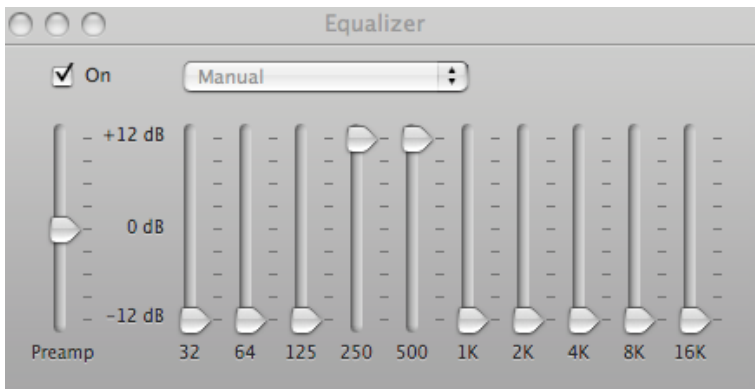 Equalizer
On Manual
+12 dB
0 dB
-12 dB
Preamp 32 64 125 250 500 1K 2K 4K 8K 16K